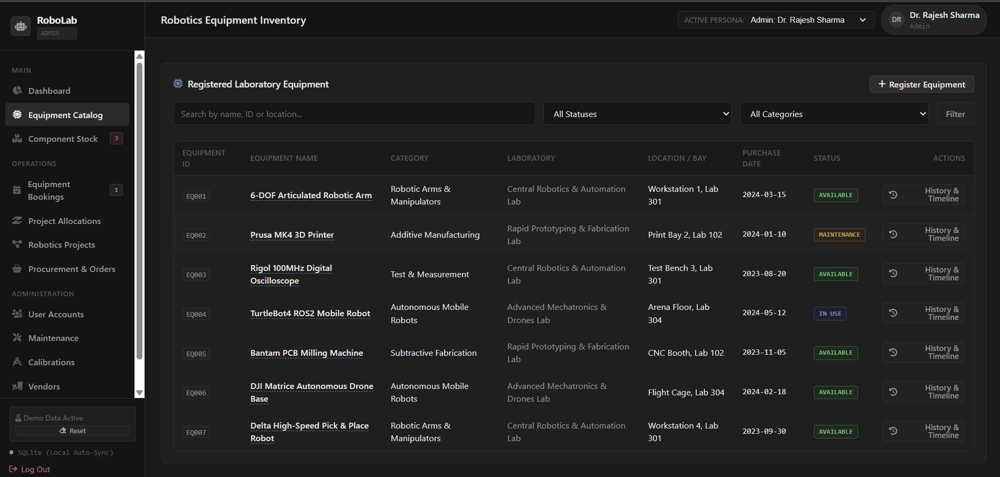 RoboLab
ADMIN
MAIN
Dashboard
Equipment Catalog
Component Stock 3
OPERATIONS
Equipment
Bookings
1
Project Allocations
Robotics Projects
Procurement & Orders
ADMINISTRATION
User Accounts
Maintenance
Calibrations
Vendors
Demo Data Active
Reset
SQLite (Local Auto-Sync)
Log Out
Robotics Equipment Inventory
ACTIVE PERSONA: Admin: Dr. Rajesh Sharma
DR
Dr. Rajesh Sharma
Admin
Registered Laboratory Equipment
+ Register Equipment
Search by name, ID or location...
All Statuses
All Categories
Filter
EQUIPMENT
ID
EQUIPMENT NAME
CATEGORY
LABORATORY
LOCATION / BAY
PURCHASE
DATE
STATUS
ACTIONS
EQ001
6-DOF Articulated Robotic Arm
Robotic Arms &
Manipulators
Central Robotics & Automation
Lab
Workstation 1, Lab
301
2024-03-15
AVAILABLE
History &
Timeline
EQ002
Prusa MK4 3D Printer
Additive Manufacturing
Rapid Prototyping & Fabrication
Lab
Print Bay 2, Lab 102
2024-01-10
MAINTENANCE
History &
Timeline
EQ003
Rigol 100MHz Digital
Oscilloscope
Test & Measurement
Central Robotics & Automation
Lab
Test Bench 3, Lab
301
2023-08-20
AVAILABLE
History &
Timeline
EQ004
TurtleBot4 ROS2 Mobile Robot
Autonomous Mobile
Robots
Advanced Mechatronics &
Drones Lab
Arena Floor, Lab
304
2024-05-12
IN USE
History &
Timeline
EQ005
Bantam PCB Milling Machine
Subtractive Fabrication
Rapid Prototyping & Fabrication
Lab
CNC Booth, Lab 102
2023-11-05
AVAILABLE
History &
Timeline
EQ006
DJI Matrice Autonomous Drone
Base
Autonomous Mobile
Robots
Advanced Mechatronics &
Drones Lab
Flight Cage, Lab 304
2024-02-18
AVAILABLE
History &
Timeline
EQ007
Delta High-Speed Pick & Place
Robot
Robotic Arms &
Manipulators
Central Robotics & Automation
Lab
Workstation 4, Lab
301
2023-09-30
AVAILABLE
History &
Timeline